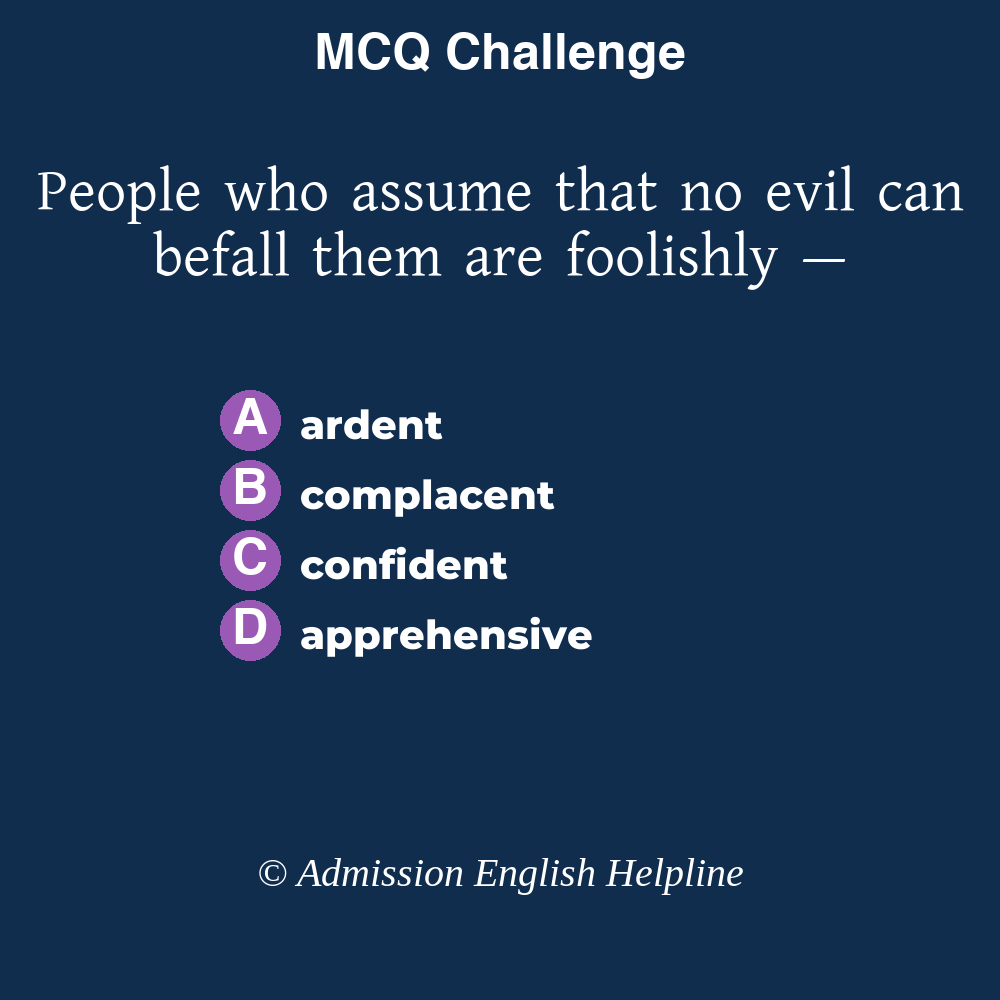 MCQ Challenge
People who assume that no evil can
befall them are foolishly —
A ardent
B complacent
C confident
D apprehensive
© Admission English Helpline